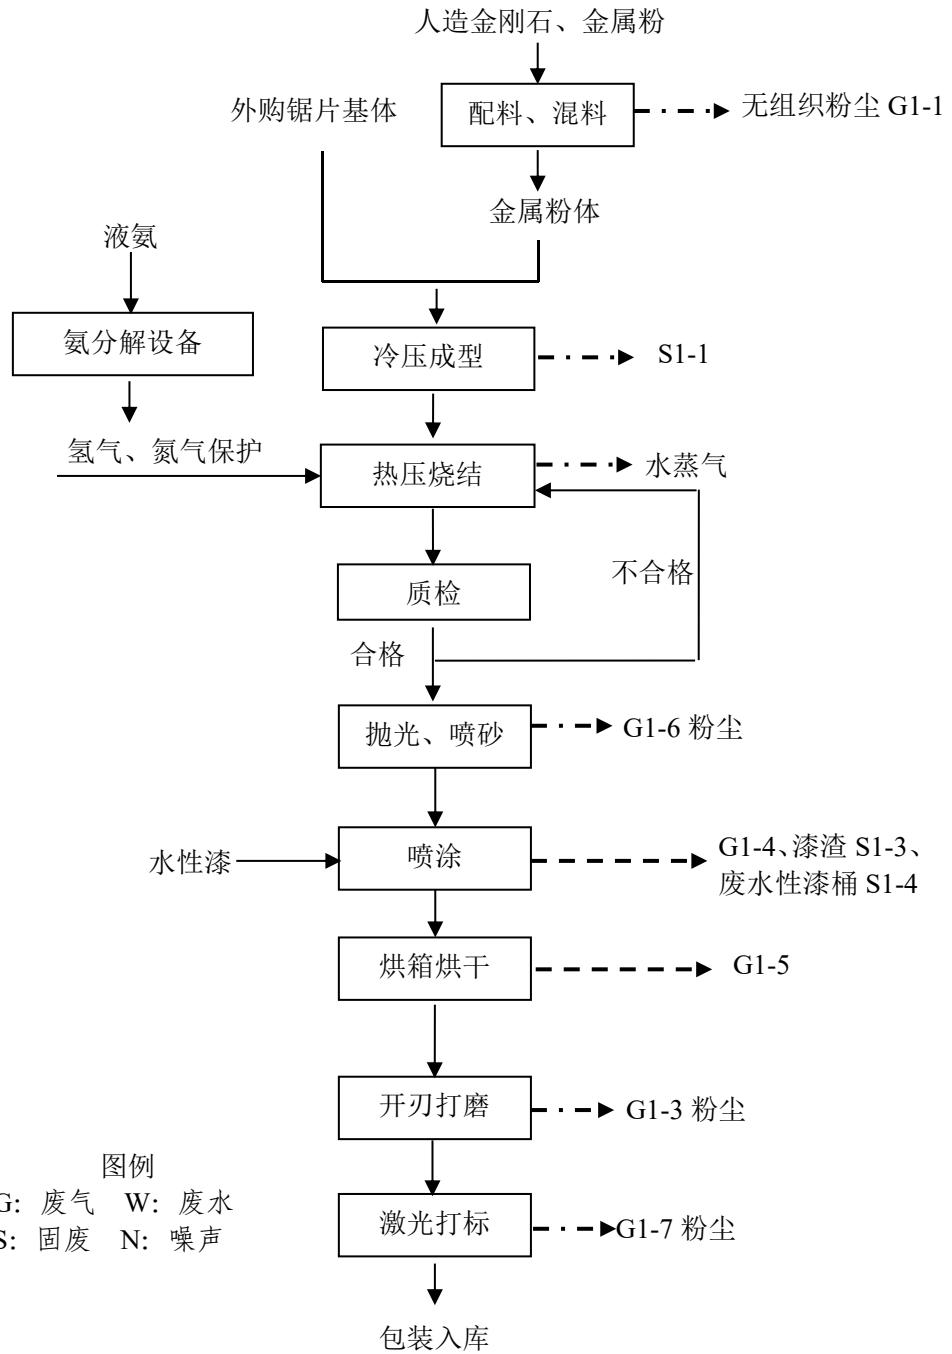 人造金刚石、金属粉
外购锯片基体
配料、混料
无组织粉尘 G1-1
金属粉体
液氨
氨分解设备
冷压成型
S1-1
氢气、氮气保护
热压烧结
水蒸气
不合格
质检
合格
抛光、喷砂
G1-6 粉尘
水性漆
喷涂
G1-4、漆渣 S1-3、
废水性漆桶 S1-4
烘箱烘干
G1-5
开刃打磨
G1-3 粉尘
图例
G: 废气 W: 废水
S: 固废 N: 噪声
激光打标
G1-7 粉尘
包装入库